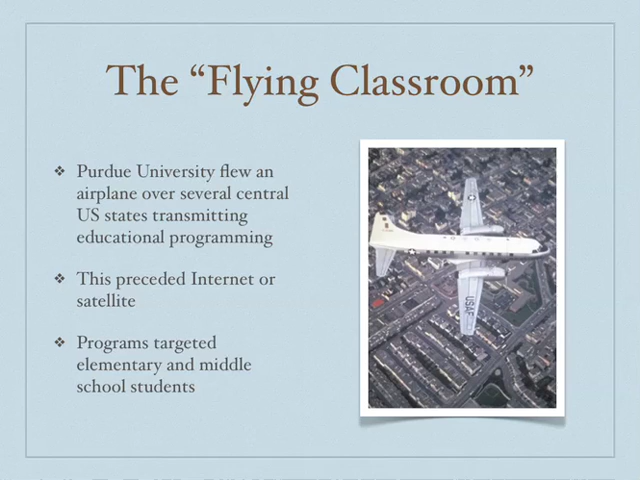 The “Flying Classroom”
❖ Purdue University flew an
airplane over several central
US states transmitting
educational programming
❖ This preceded Internet or
satellite
❖ Programs targeted
elementary and middle
school students
USAF